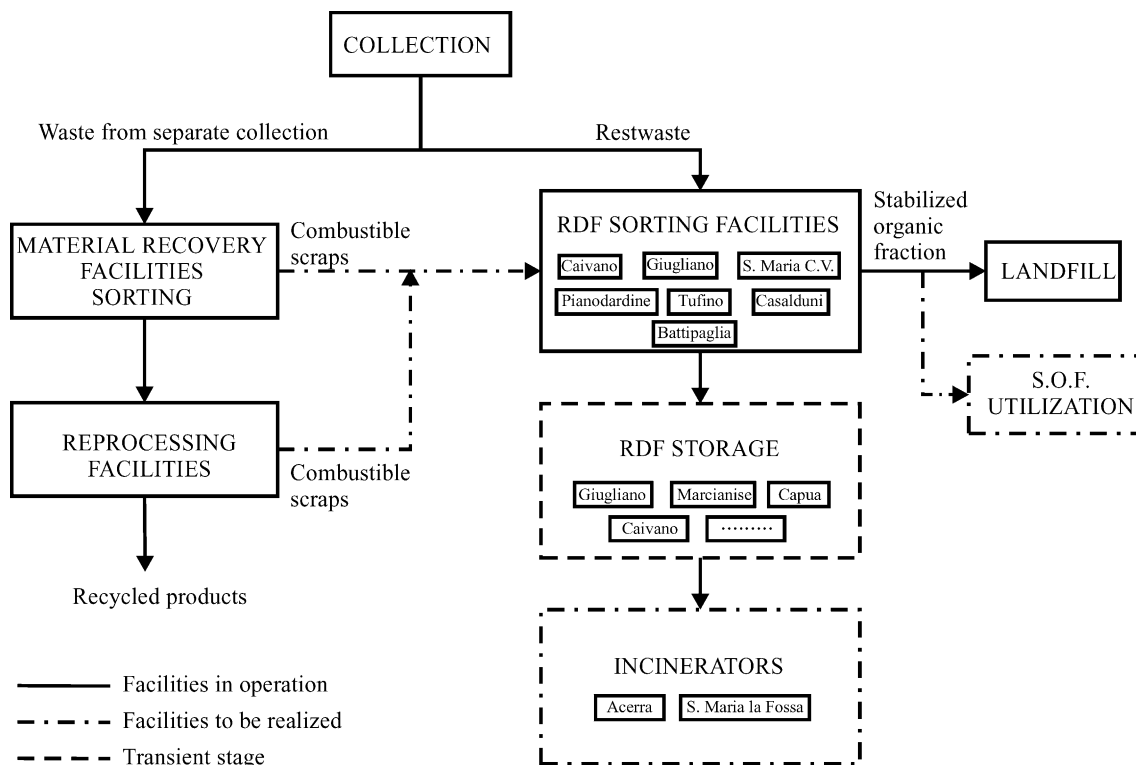 COLLECTION
Waste from separate collection
Restwaste
MATERIAL RECOVERY
FACILITIES
SORTING
Combustible
scraps
RDF SORTING FACILITIES
Caivano
Giugliano
S. Maria C.V.
Pianodardine
Tufino
Casalduni
Battipaglia
Stabilized
organic
fraction
LANDFILL
S.O.F.
UTILIZATION
REPROCESSING
FACILITIES
Combustible
scraps
RDF STORAGE
Giugliano
Marcianise
Capua
Caivano
.........
Recycled products
INCINERATORS
Acerra
S. Maria la Fossa
Facilities in operation
Facilities to be realized
Transient stage